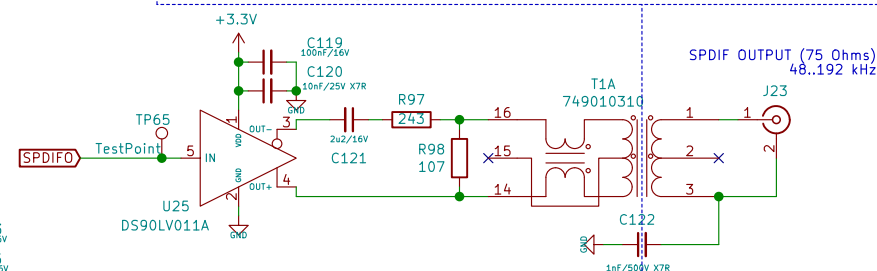 +3.3V
C119
100nF/16V
C120
10nF/25V X7R
GND
SPDIF OUTPUT (75 Ohms)
48..192 kHz
T1A
749010310
J23
TP65
TestPoint
SPDIFO
5
IN
1
VDD
OUT-
3
GND
2
OUT+
4
U25
DS90LV011A
GND
2u2/16V
C121
R97
243
R98
107
16
15
14
1
2
3
1
2
C122
GND
1nF/500V X7R